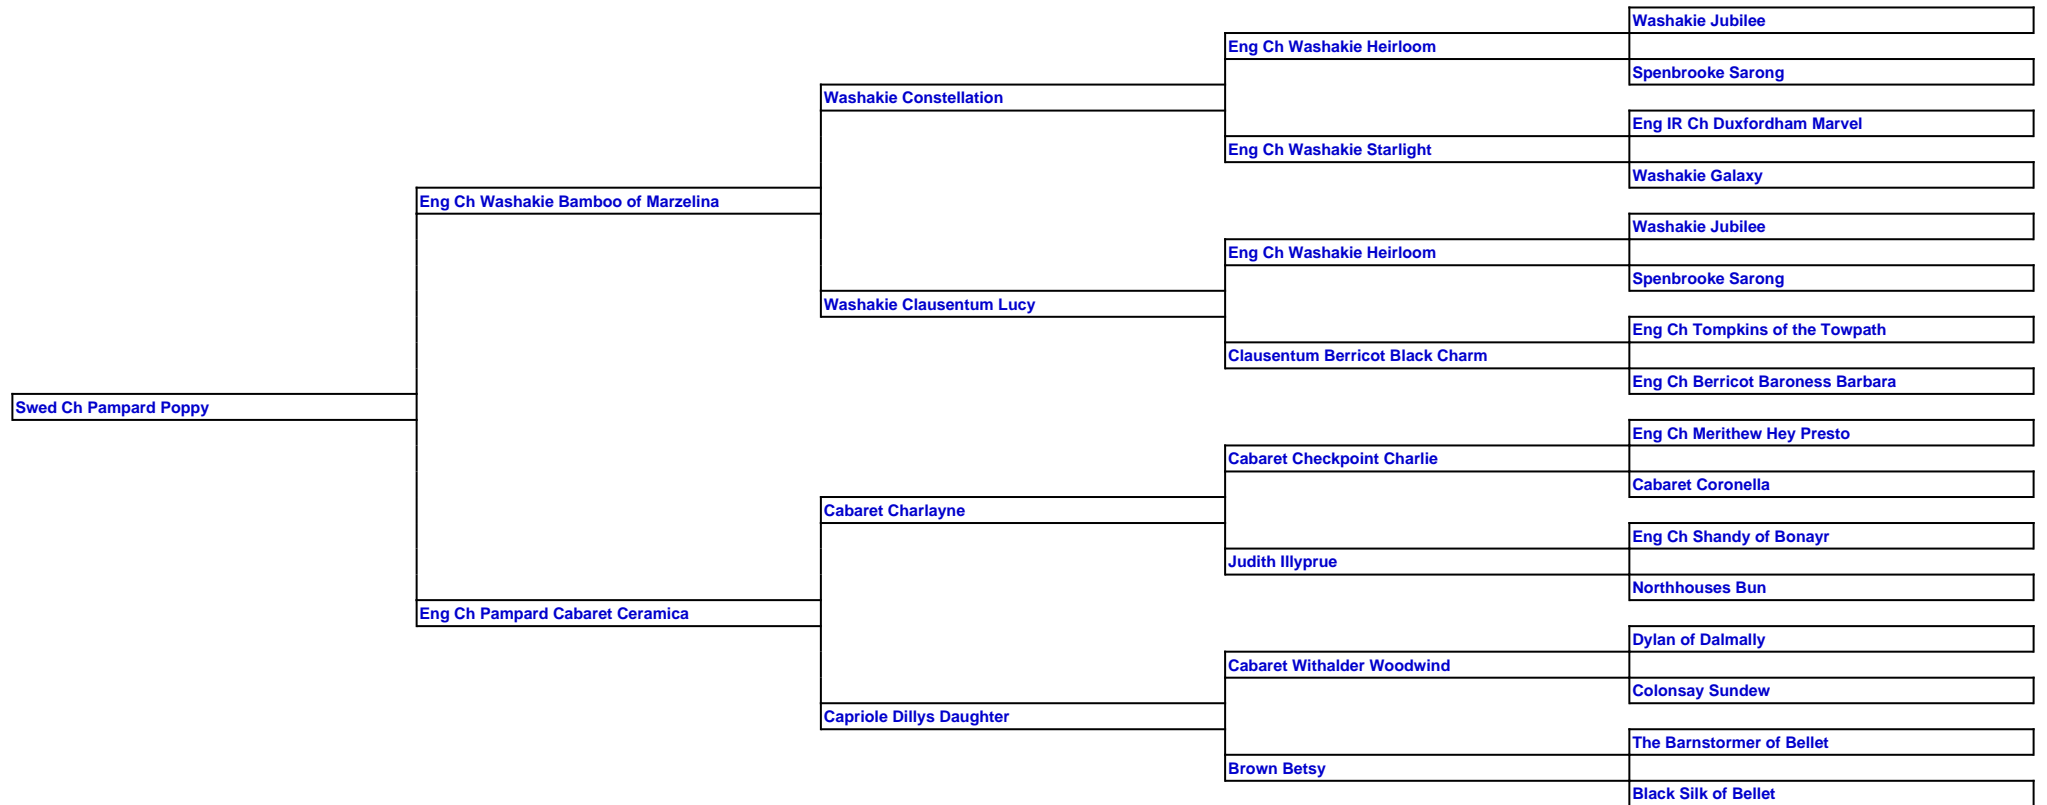 Washakie Jubilee
Eng Ch Washakie Heirloom
Spenbrooke Sarong
Washakie Constellation
Eng IR Ch Duxfordham Marvel
Eng Ch Washakie Starlight
Washakie Galaxy
Eng Ch Washakie Bamboo of Marzelina
Washakie Jubilee
Eng Ch Washakie Heirloom
Spenbrooke Sarong
Washakie Clausentum Lucy
Eng Ch Tompkins of the Towpath
Clausentum Berricot Black Charm
Eng Ch Berricot Baroness Barbara
Swed Ch Pampard Poppy
Eng Ch Merithew Hey Presto
Cabaret Checkpoint Charlie
Cabaret Coronella
Cabaret Charlayne
Eng Ch Shandy of Bonayr
Judith Illyprue
Northhouses Bun
Eng Ch Pampard Cabaret Ceramica
Dylan of Dalmally
Cabaret Withalder Woodwind
Colonsay Sundew
Capriole Dillys Daughter
The Barnstormer of Bellet
Brown Betsy
Black Silk of Bellet